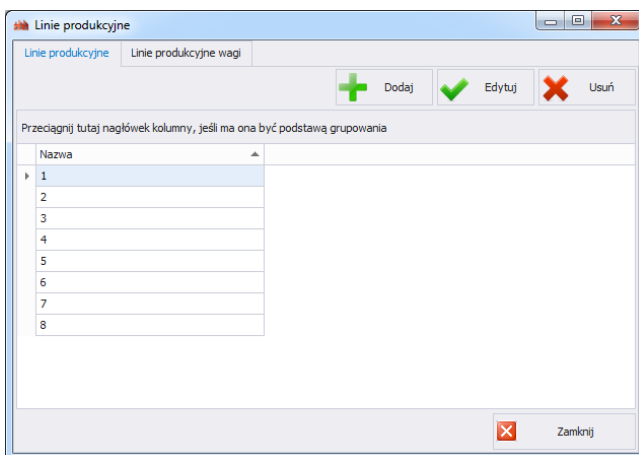 Linie produkcyjne
Linie produkcyjne Linie produkcyjne wagi
Dodaj Edytuj Usuń
Przeciągnij tutaj nagłówek kolumny, jeśli ma ona być podstawą grupowania
Nazwa
1
2
3
4
5
6
7
8
Zamknij